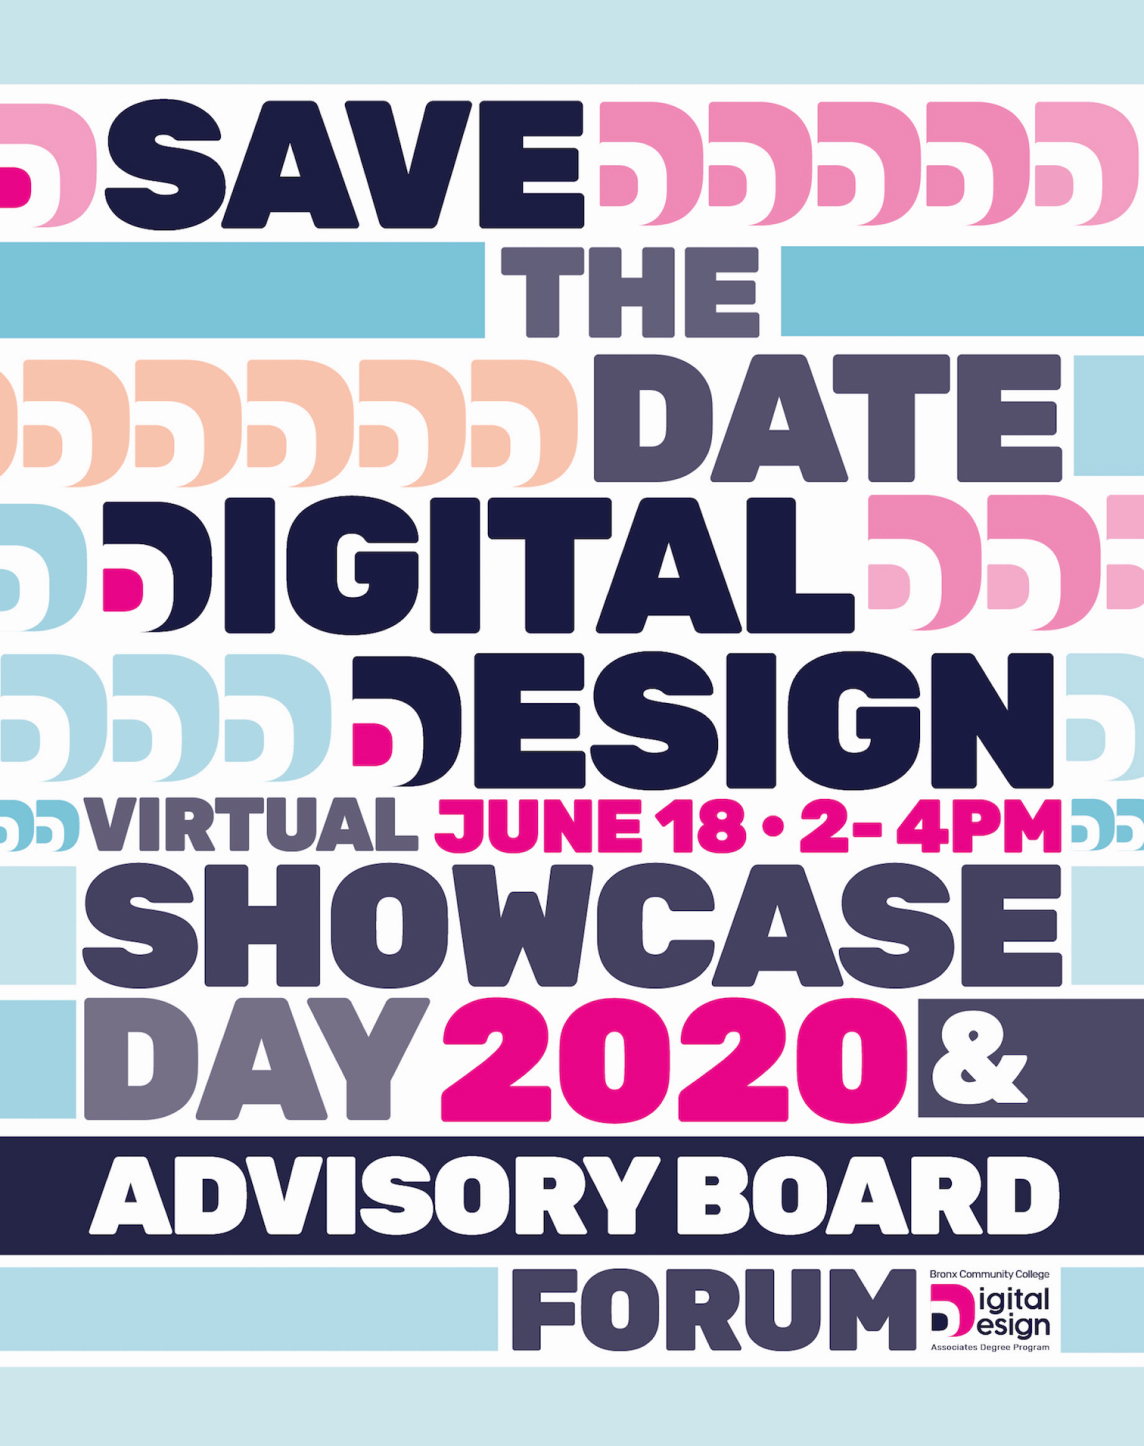 SAVE
THE
DATE
DIGITAL
DESIGN
VIRTUAL JUNE 18 • 2-4PM
SHOWCASE
DAY 2020 &
ADVISORY BOARD
FORUM
Bronx Community College
Digital
Design
Associates Degree Program